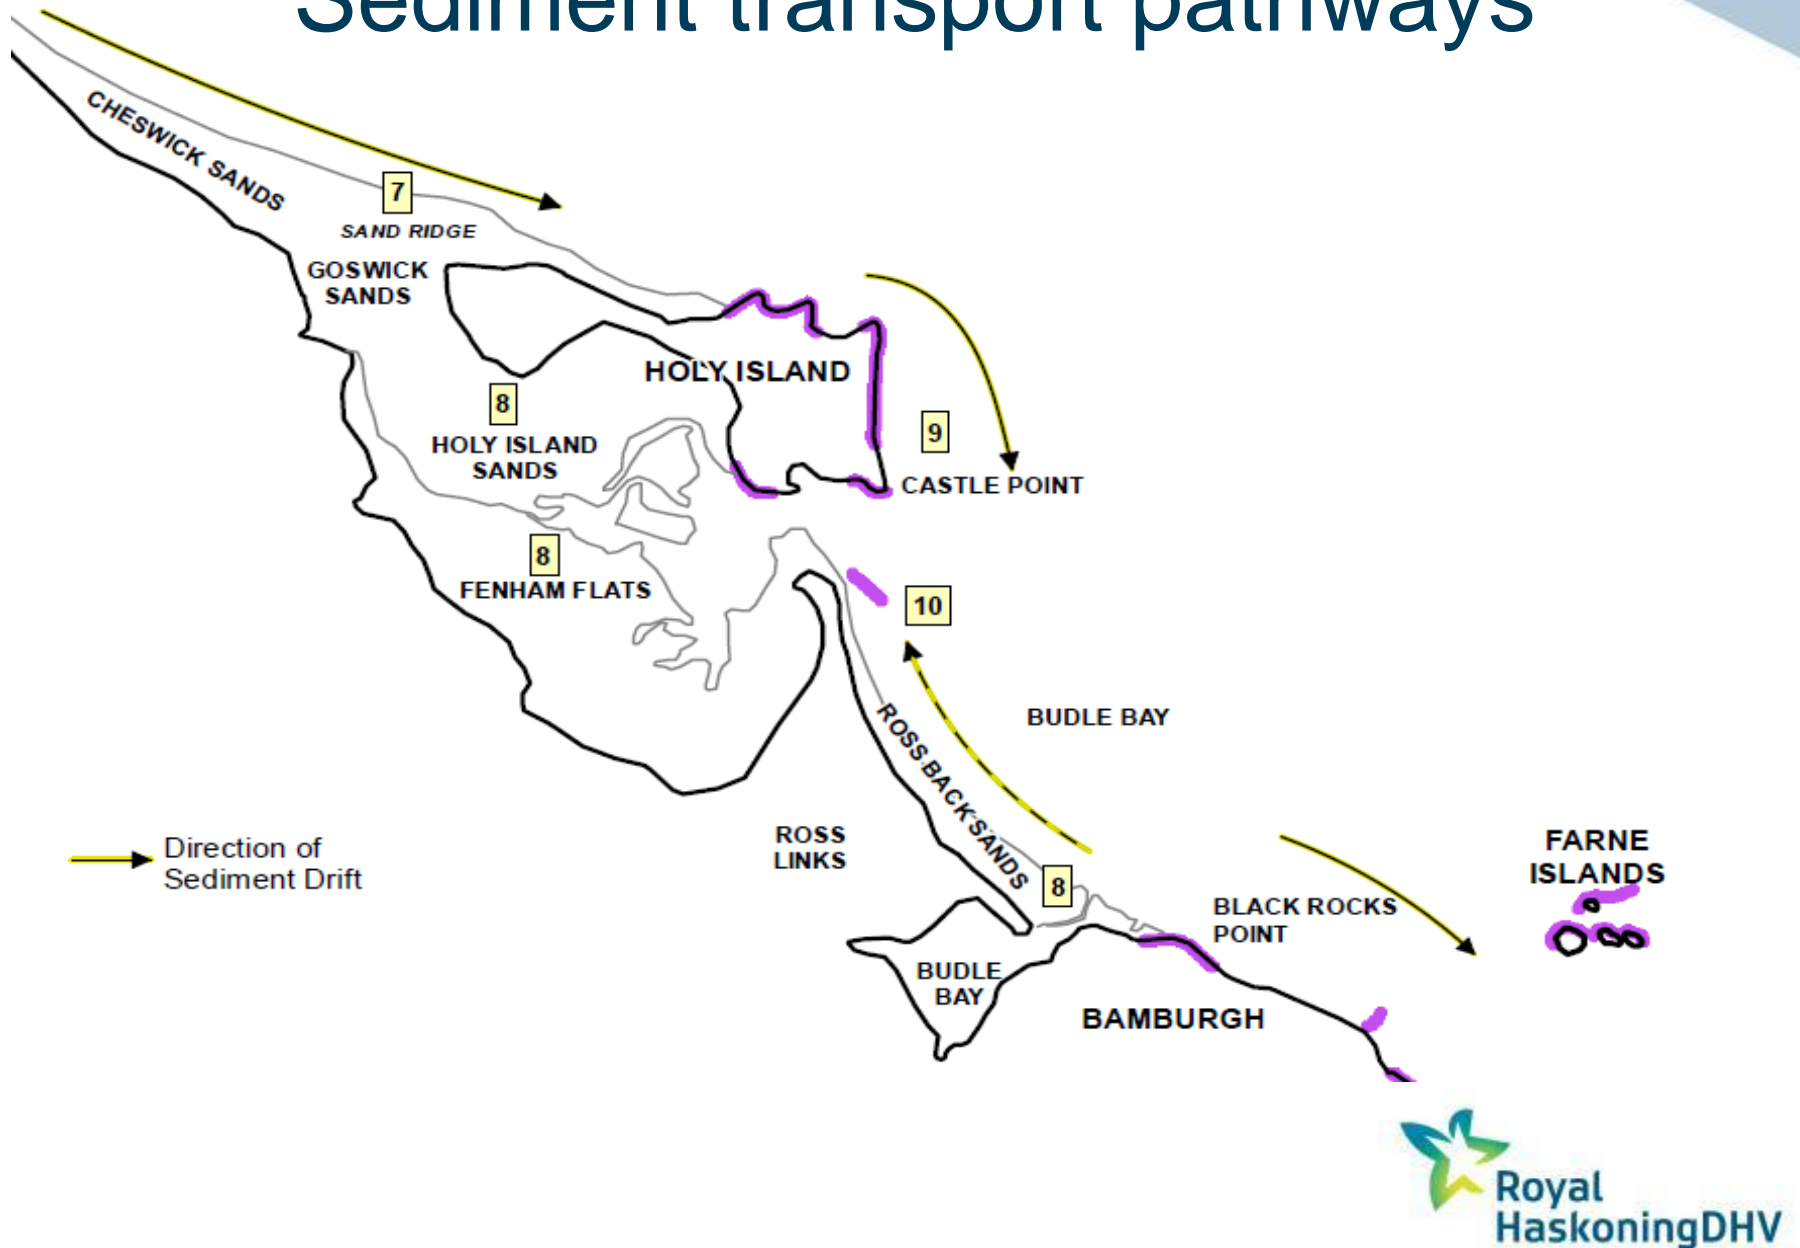 Sediment transport pathways
CHESWICK SANDS
7
SAND RIDGE
GOSWICK
SANDS
HOLY ISLAND
8
HOLY ISLAND
SANDS
9
CASTLE POINT
8
FENHAM FLATS
10
ROSS BACK SANDS
BUDLE BAY
ROSS
LINKS
Direction of
Sediment Drift
FARNE
ISLANDS
8
BLACK ROCKS
POINT
BUDLE
BAY
BAMBURGH
Royal
HaskoningDHV